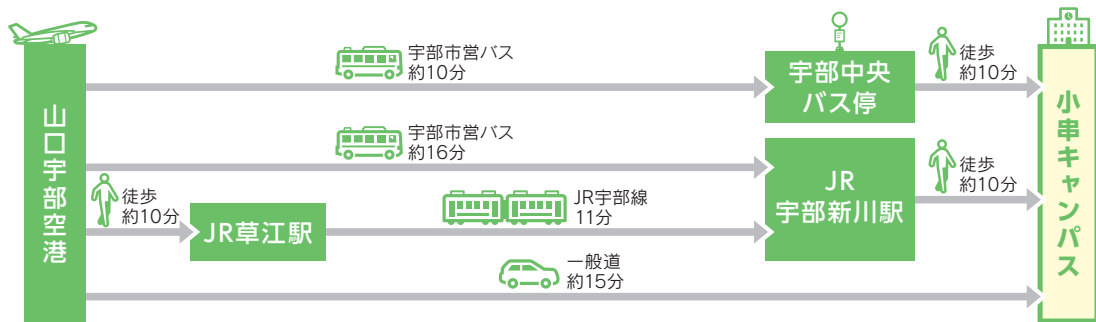 山口宇部空港
宇部市営バス
約10分
宇部中央
バス停
徒歩
約10分
宇部市営バス
約16分
徒歩
約10分
JR草江駅
JR宇部線
11分
JR
宇部新川駅
徒歩
約10分
一般道
約15分
小串キャンパス